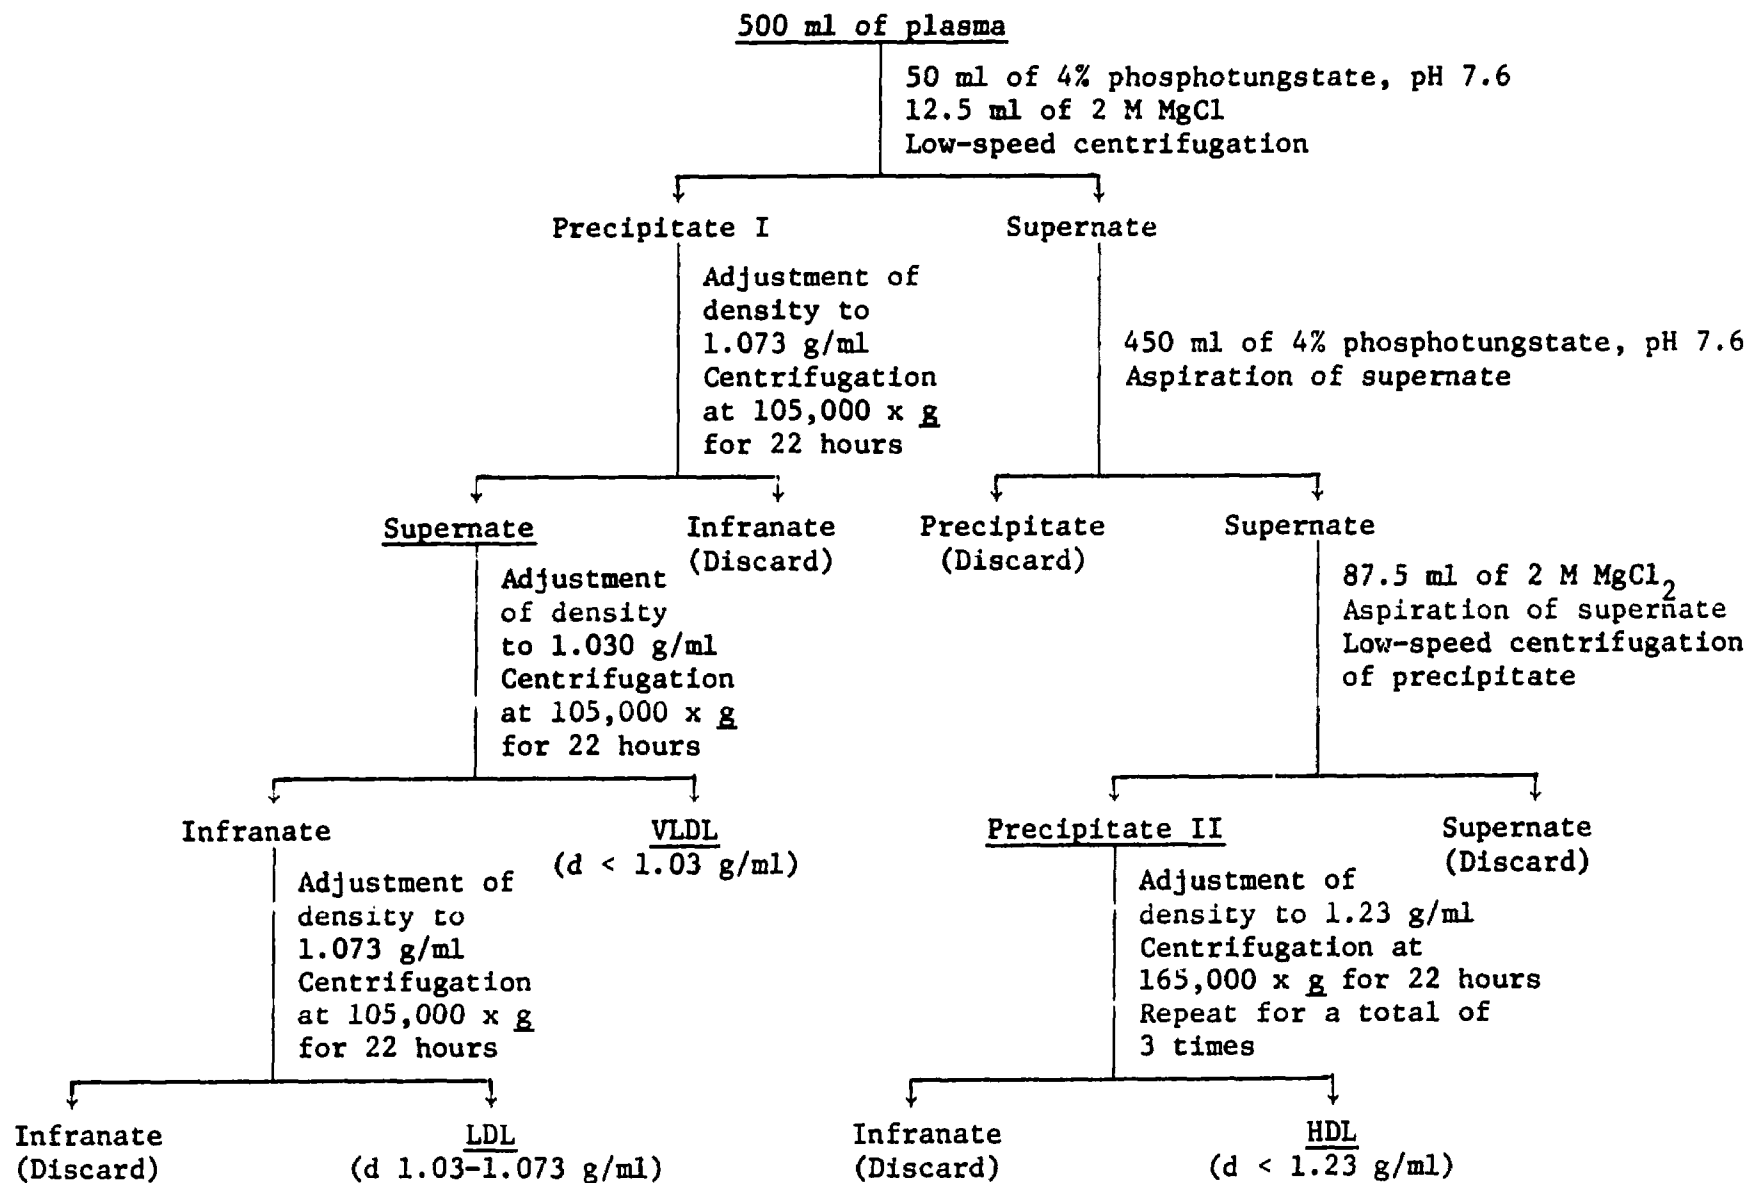 500 ml of plasma
50 ml of 4% phosphotungstate, pH 7.6
12.5 ml of 2 M MgCl
Low-speed centrifugation
Precipitate I
Supernate
Adjustment of
density to
1.073 g/ml
Centrifugation
at 105,000 x g
for 22 hours
450 ml of 4% phosphotungstate, pH 7.6
Aspiration of supernate
Supernate
Infranate
(Discard)
Precipitate
(Discard)
Supernate
Adjustment
of density
to 1.030 g/ml
Centrifugation
at 105,000 x g
for 22 hours
87.5 ml of 2 M MgCl2
Aspiration of supernate
Low-speed centrifugation
of precipitate
Infranate
VLDL
(d < 1.03 g/ml)
Precipitate II
Supernate
(Discard)
Adjustment of
density to
1.073 g/ml
Centrifugation
at 105,000 x g
for 22 hours
Adjustment of
density to 1.23 g/ml
Centrifugation at
165,000 x g for 22 hours
Repeat for a total of
3 times
Infranate
(Discard)
LDL
(d 1.03-1.073 g/ml)
Infranate
(Discard)
HDL
(d < 1.23 g/ml)